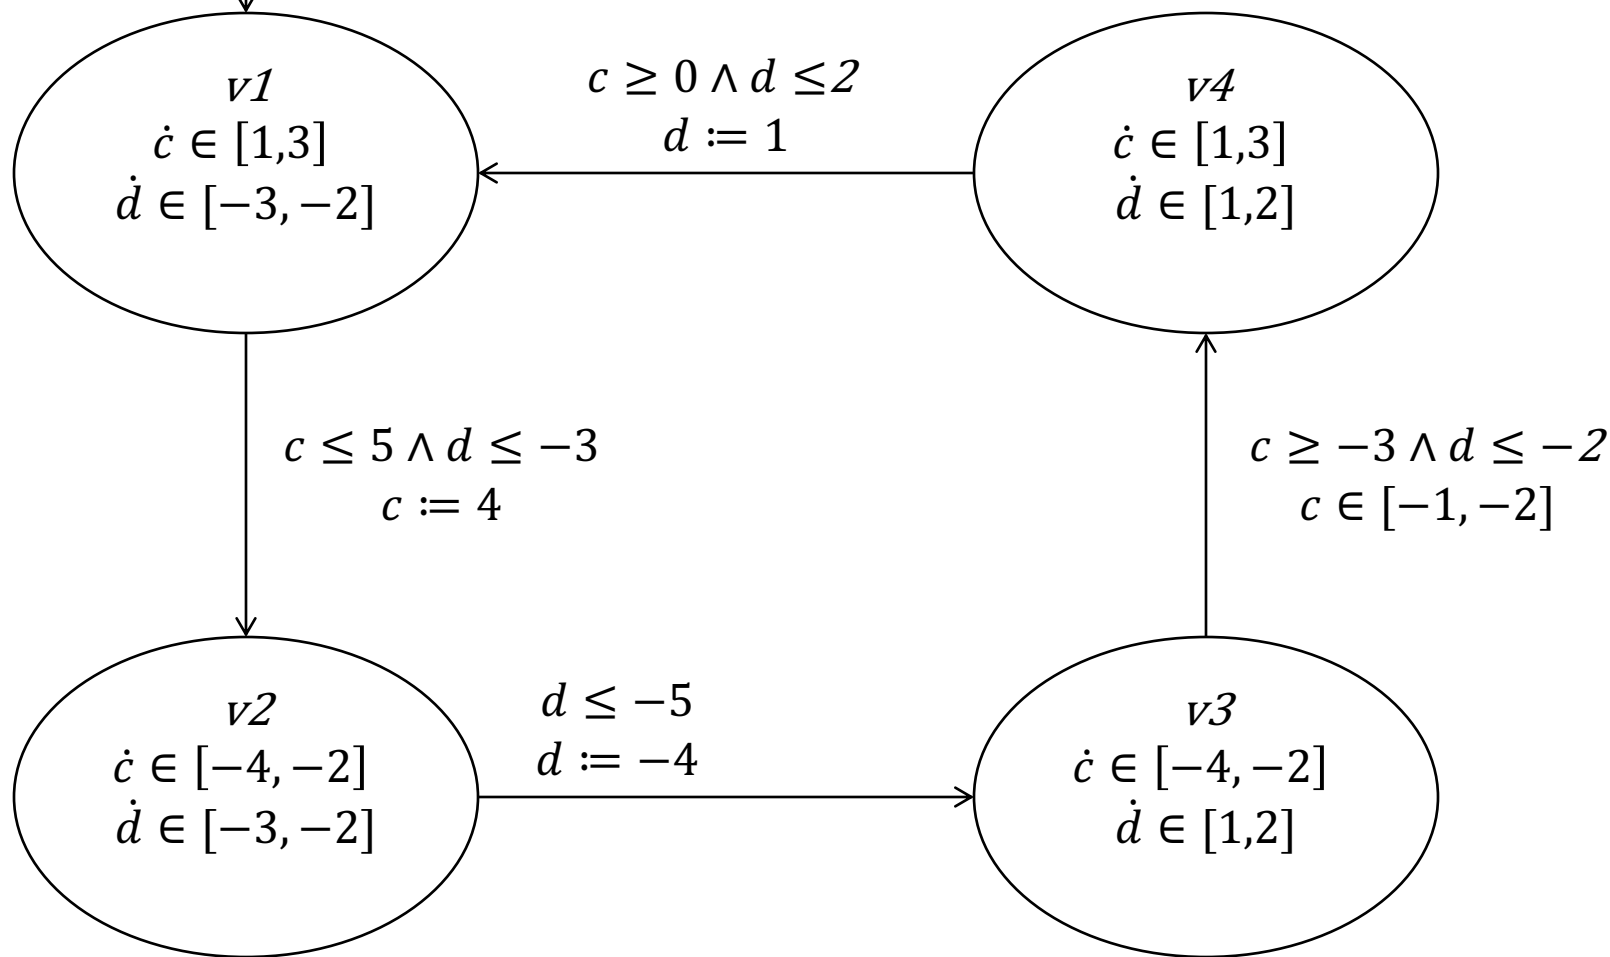 v1
ċ ∈ [1,3]
ḋ ∈ [−3, −2]
c ≥ 0 ∧ d ≤2
d ≔ 1
v4
ċ ∈ [1,3]
ḋ ∈ [1,2]
c ≤ 5 ∧ d ≤ −3
c ≔ 4
c ≥ −3 ∧ d ≤ −2
c ∈ [−1, −2]
v2
ċ ∈ [−4, −2]
ḋ ∈ [−3, −2]
d ≤ −5
d ≔ −4
v3
ċ ∈ [−4, −2]
ḋ ∈ [1,2]